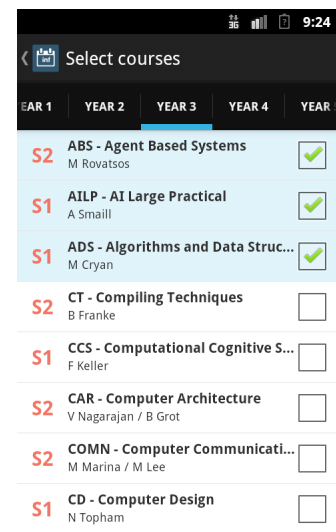 3G 9:24
inf Select courses
EAR 1 YEAR 2 YEAR 3 YEAR 4 YEAR
S2 ABS - Agent Based Systems
M Rovatsos
S1 AILP - AI Large Practical
A Smaill
S1 ADS - Algorithms and Data Struc...
M Cryan
S2 CT - Compiling Techniques
B Franke
S1 CCS - Computational Cognitive S...
F Keller
S2 CAR - Computer Architecture
V Nagarajan / B Grot
S2 COMN - Computer Communicati...
M Marina / M Lee
S1 CD - Computer Design
N Topham